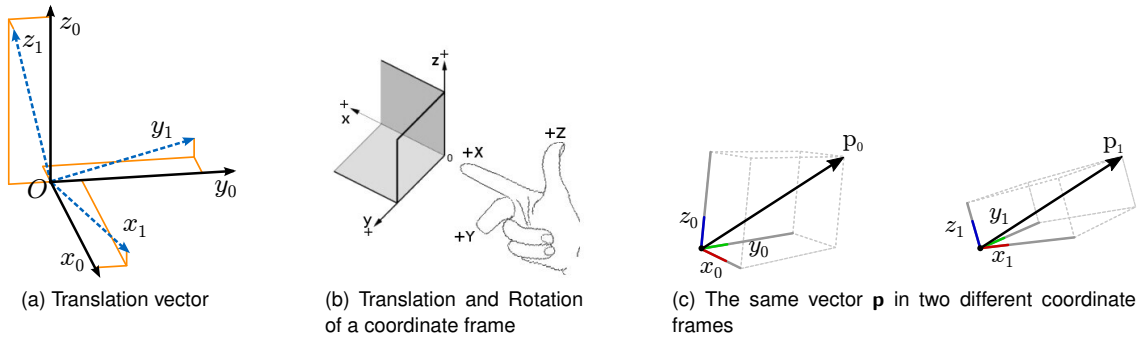 z₀
z₁
y₁
O
y₀
x₁
x₀
(a) Translation vector
z+
+
x
0
y
+
+Z
+X
+Y
(b) Translation and Rotation
of a coordinate frame
p₀
z₀
y₀
x₀
p₁
z₁
y₁
x₁
(c) The same vector p in two different coordinate
frames